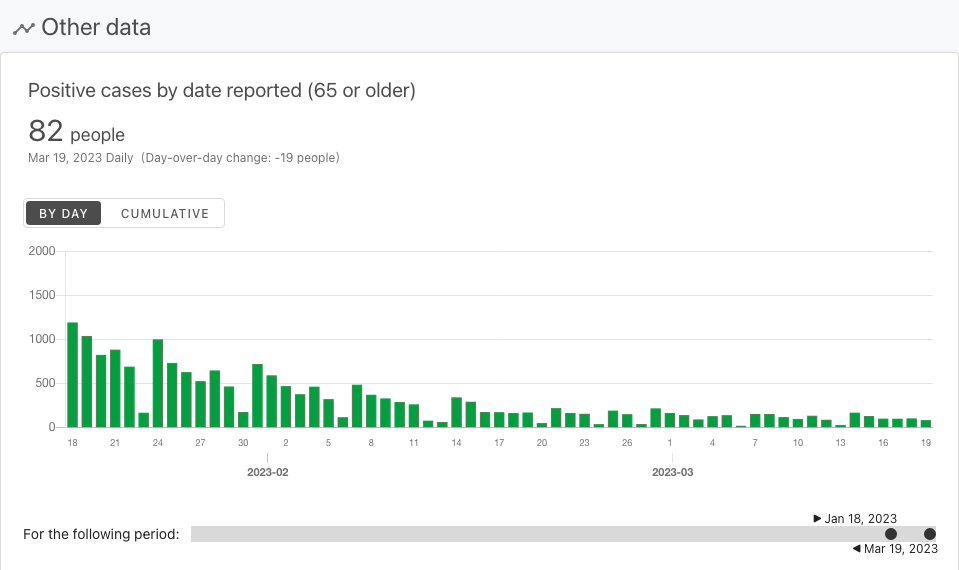 Other data
Positive cases by date reported (65 or older)
82 people
Mar 19, 2023 Daily (Day-over-day change: -19 people)
BY DAY CUMULATIVE
2000
1500
1000
500
0
18 21 24 27 30 2 5 8 11 14 17 20 23 26 1 4 7 10 13 16 19
2023-02 2023-03
▶ Jan 18, 2023
For the following period:
◀ Mar 19, 2023